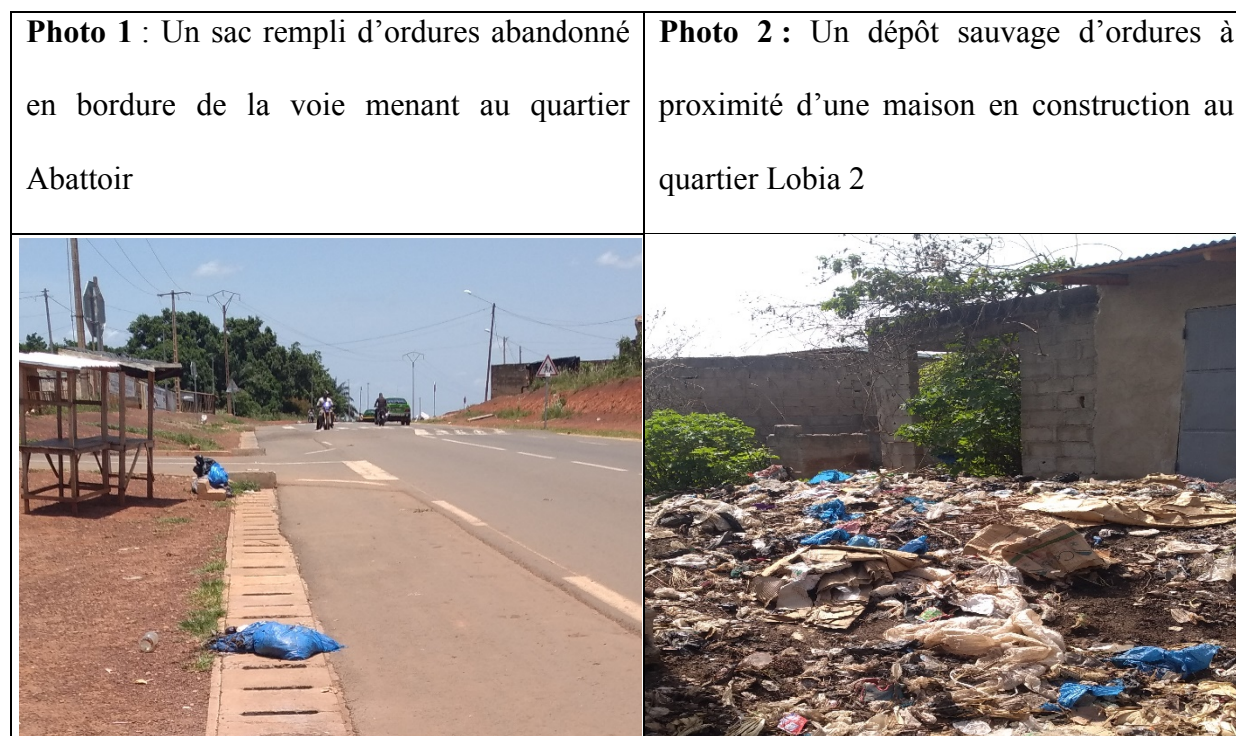 Photo 1 : Un sac rempli d’ordures abandonné
en bordure de la voie menant au quartier
Abattoir
Photo 2 : Un dépôt sauvage d’ordures à
proximité d’une maison en construction au
quartier Lobia 2